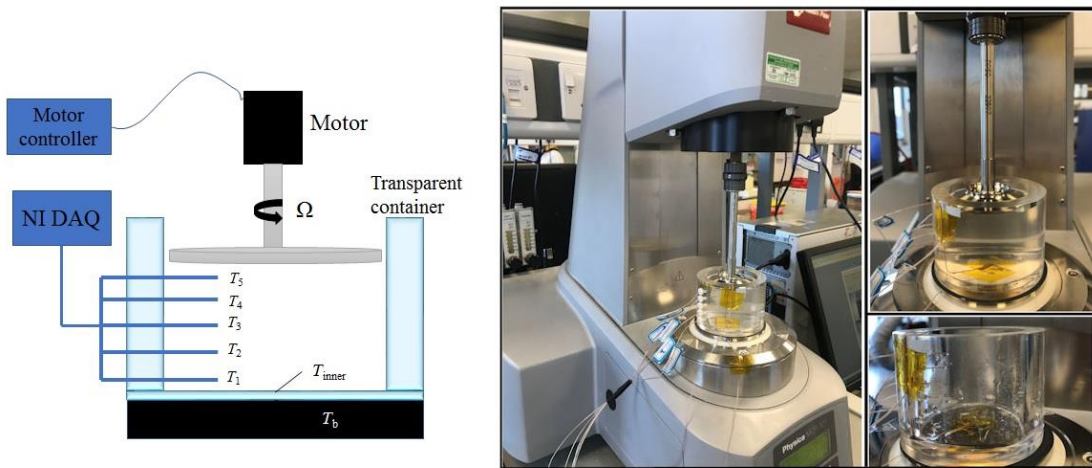 Motor
controller
Motor
Transparent
container
Ω
NI DAQ
T5
T4
T3
T2
T1
Tinner
Tb
Physica